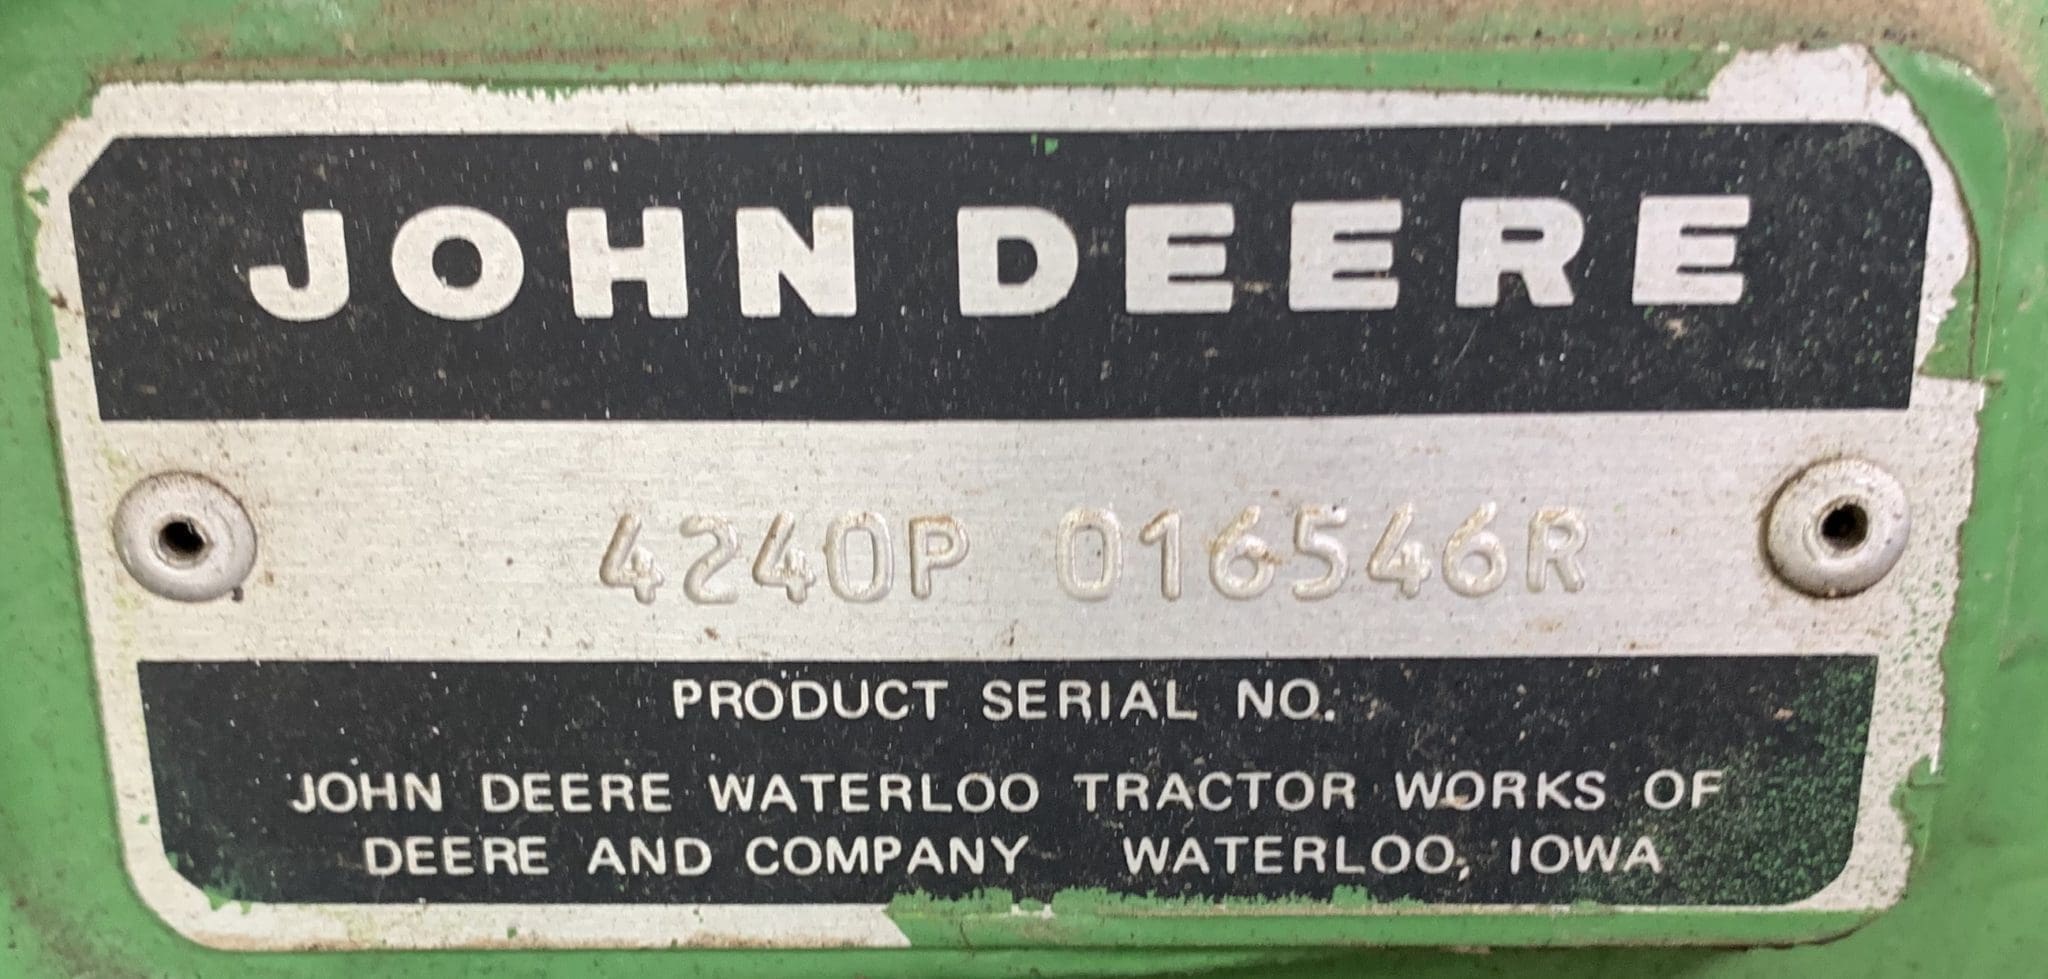 JOHN DEERE
4240P 016546R
PRODUCT SERIAL NO.
JOHN DEERE WATERLOO TRACTOR WORKS OF
DEERE AND COMPANY WATERLOO, IOWA